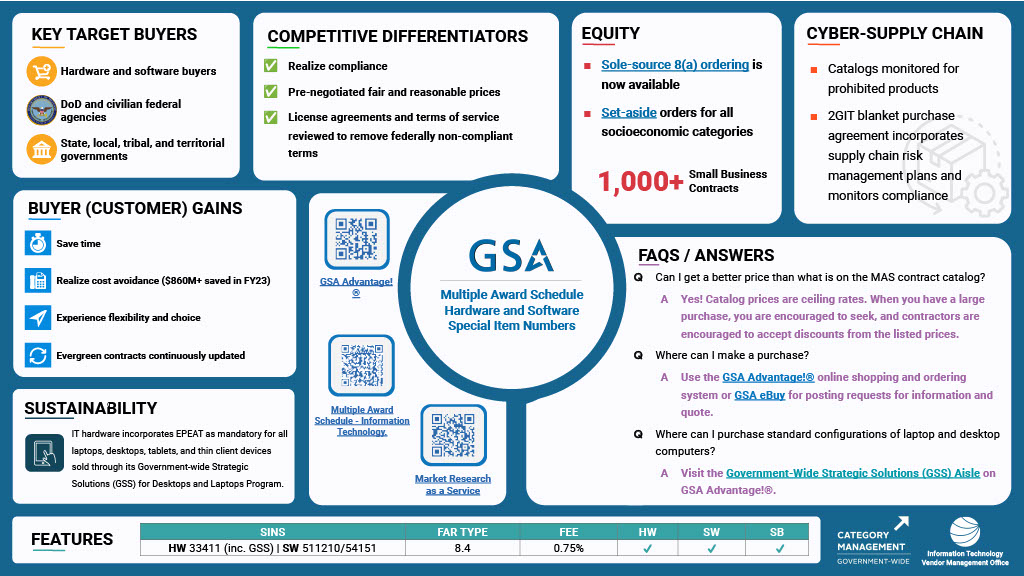 KEY TARGET BUYERS
Hardware and software buyers
DoD and civilian federal
agencies
State, local, tribal, and territorial
governments
COMPETITIVE DIFFERENTIATORS
Realize compliance
Pre-negotiated fair and reasonable prices
License agreements and terms of service
reviewed to remove federally non-compliant
terms
EQUITY
Sole-source 8(a) ordering is
now available
Set-aside orders for all
socioeconomic categories
1,000+ Small Business
Contracts
CYBER-SUPPLY CHAIN
Catalogs monitored for
prohibited products
2GIT blanket purchase
agreement incorporates
supply chain risk
management plans and
monitors compliance
BUYER (CUSTOMER) GAINS
Save time
Realize cost avoidance ($860M+ saved in FY23)
Experience flexibility and choice
Evergreen contracts continuously updated
SUSTAINABILITY
IT hardware incorporates EPEAT as mandatory for all
laptops, desktops, tablets, and thin client devices
sold through its Government-wide Strategic
Solutions (GSS) for Desktops and Laptops Program.
GSA Advantage!
®
Multiple Award
Schedule - Information
Technology.
Market Research
as a Service
GSA
Multiple Award Schedule
Hardware and Software
Special Item Numbers
FAQS / ANSWERS
Q Can I get a better price than what is on the MAS contract catalog?
A Yes! Catalog prices are ceiling rates. When you have a large
purchase, you are encouraged to seek, and contractors are
encouraged to accept discounts from the listed prices.
Q Where can I make a purchase?
A Use the GSA Advantage!® online shopping and ordering
system or GSA eBuy for posting requests for information and
quote.
Q Where can I purchase standard configurations of laptop and desktop
computers?
A Visit the Government-Wide Strategic Solutions (GSS) Aisle on
GSA Advantage!®.
FEATURES
SINS FAR TYPE FEE HW SW SB
HW 33411 (inc. GSS) | SW 511210/54151 8.4 0.75% ✓ ✓ ✓
CATEGORY
MANAGEMENT
GOVERNMENT-WIDE
Information Technology
Vendor Management Office